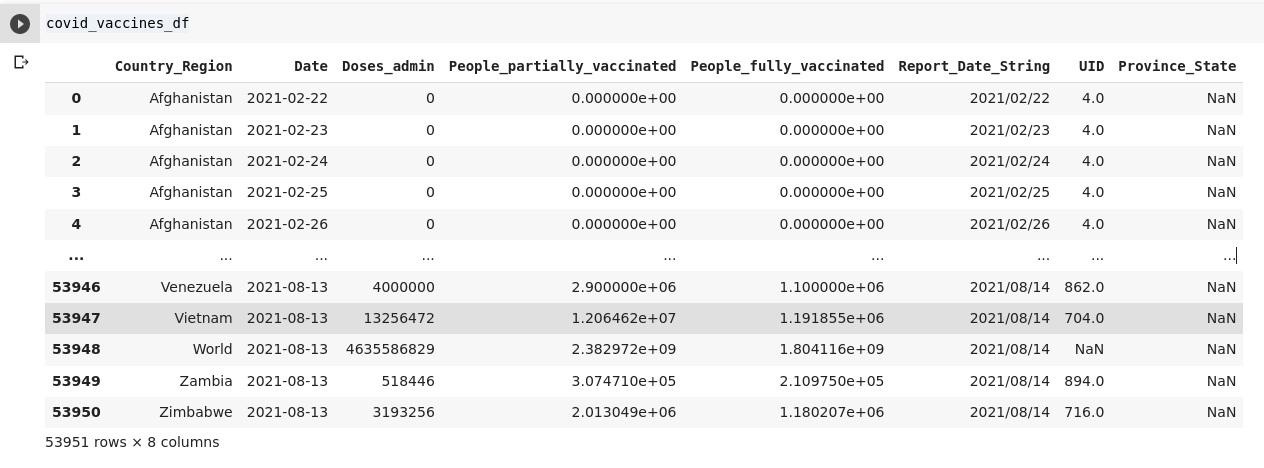 covid_vaccines_df
Country_Region Date Doses_admin People_partially_vaccinated People_fully_vaccinated Report_Date_String UID Province_State
0 Afghanistan 2021-02-22 0 0.000000e+00 0.000000e+00 2021/02/22 4.0 NaN
1 Afghanistan 2021-02-23 0 0.000000e+00 0.000000e+00 2021/02/23 4.0 NaN
2 Afghanistan 2021-02-24 0 0.000000e+00 0.000000e+00 2021/02/24 4.0 NaN
3 Afghanistan 2021-02-25 0 0.000000e+00 0.000000e+00 2021/02/25 4.0 NaN
4 Afghanistan 2021-02-26 0 0.000000e+00 0.000000e+00 2021/02/26 4.0 NaN
... ... ... ... ... ... ... ... ...
53946 Venezuela 2021-08-13 4000000 2.900000e+06 1.100000e+06 2021/08/14 862.0 NaN
53947 Vietnam 2021-08-13 13256472 1.206462e+07 1.191855e+06 2021/08/14 704.0 NaN
53948 World 2021-08-13 4635586829 2.382972e+09 1.804116e+09 2021/08/14 NaN NaN
53949 Zambia 2021-08-13 518446 3.074710e+05 2.109750e+05 2021/08/14 894.0 NaN
53950 Zimbabwe 2021-08-13 3193256 2.013049e+06 1.180207e+06 2021/08/14 716.0 NaN
53951 rows × 8 columns